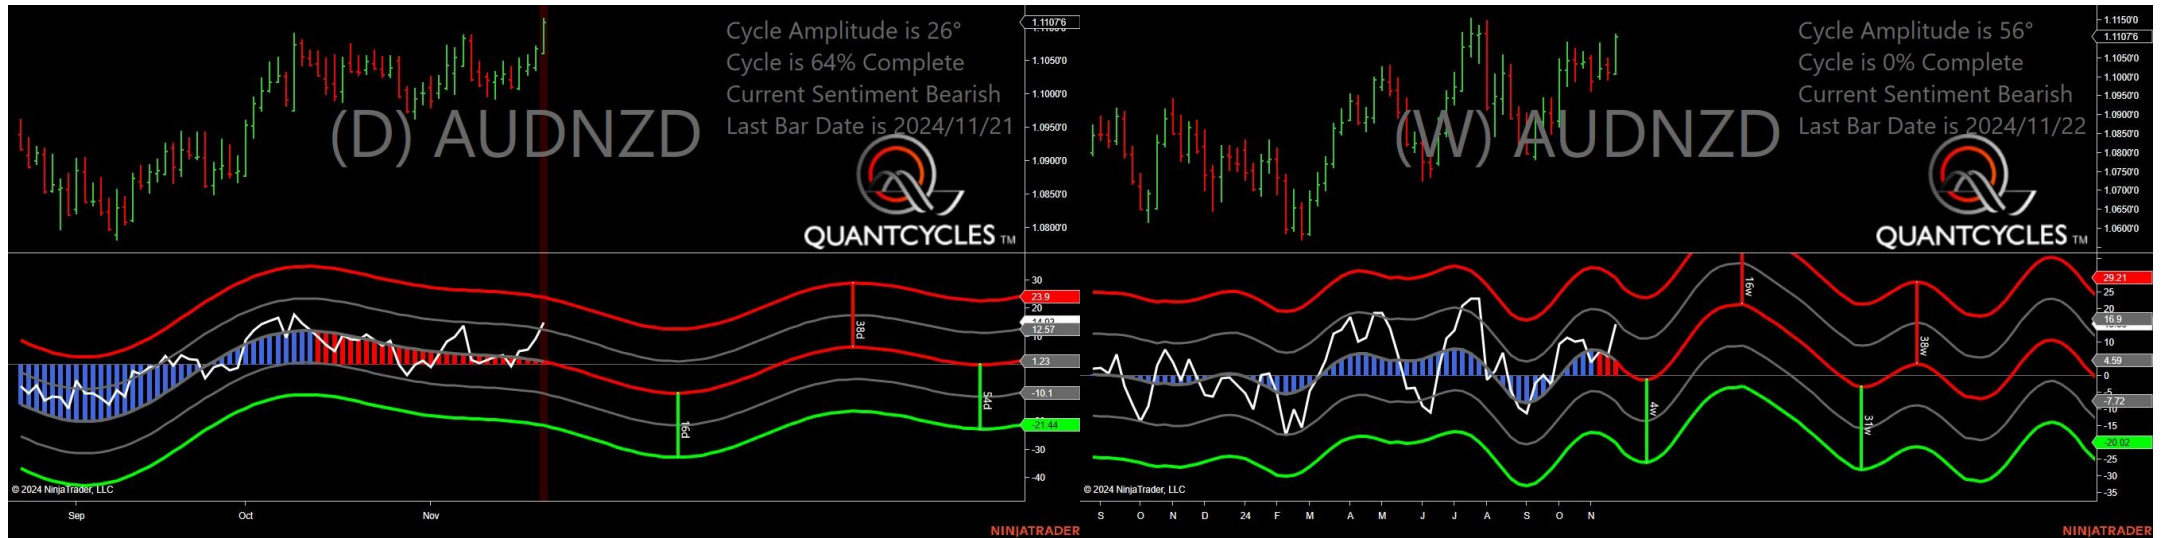 (D) AUDNZD
Cycle Amplitude is 26°
Cycle is 64% Complete
Current Sentiment Bearish
Last Bar Date is 2024/11/21
QUANTCYCLES TM
1.1107'6
1.1050'0
1.1000'0
1.0950'0
1.0900'0
1.0850'0
1.0800'0
30
23.9
20
12.57
10
1.23
-10.1
-21.44
-30
-40
38d
16d
54d
© 2024 NinjaTrader, LLC
Sep
Oct
Nov
NINJATRADER
(W) AUDNZD
Cycle Amplitude is 56°
Cycle is 0% Complete
Current Sentiment Bearish
Last Bar Date is 2024/11/22
QUANTCYCLES TM
1.1150'0
1.1107'6
1.1050'0
1.1000'0
1.0950'0
1.0900'0
1.0850'0
1.0800'0
1.0750'0
1.0700'0
1.0650'0
1.0600'0
29.21
25
20
16.9
10
4.59
0
-5
-7.72
-10
-15
-20.02
-25
-30
-35
16w
38w
4w
31w
© 2024 NinjaTrader, LLC
S O N D 24 F M A M J J A S O N
NINJATRADER